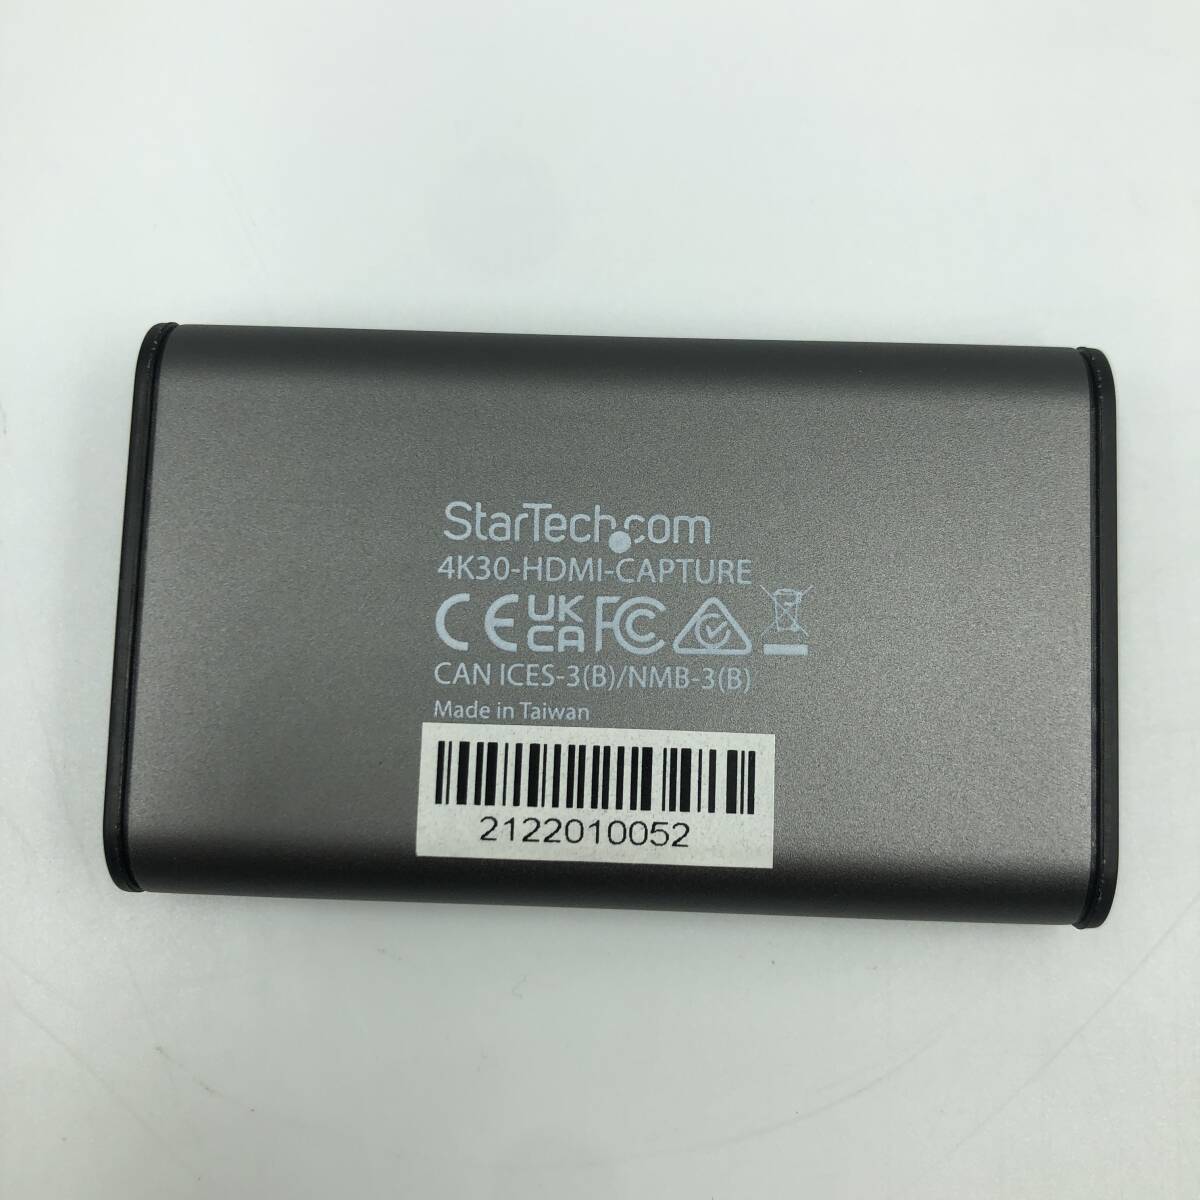 StarTech.com
4K30-HDMI-CAPTURE
CE UK CA FC
CAN ICES-3(B)/NMB-3(B)
Made in Taiwan
2122010052